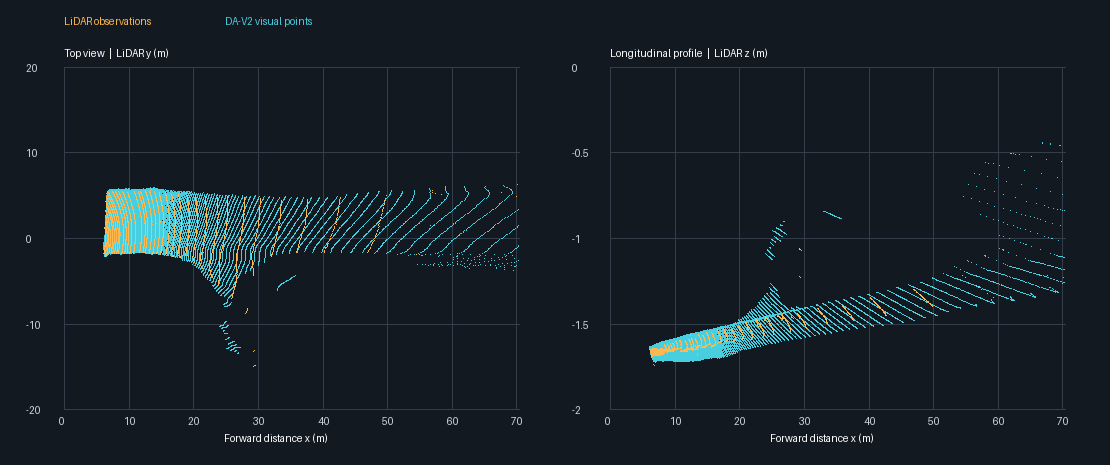 LiDAR observations DA-V2 visual points
Top view | LiDAR y (m) Longitudinal profile | LiDAR z (m)
20 0
10 -0.5
0 -1
-10 -1.5
-20 -2
0 10 20 30 40 50 60 70 0 10 20 30 40 50 60 70
Forward distance x (m) Forward distance x (m)